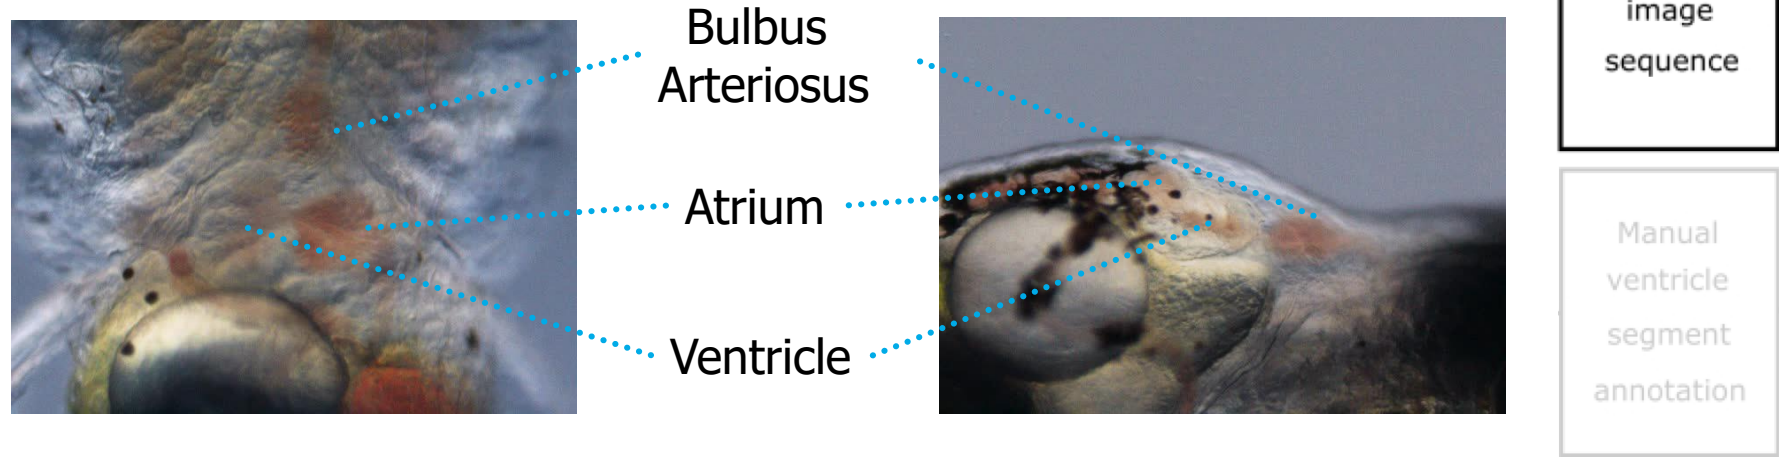 Bulbus
Arteriosus
Atrium
Ventricle
image
sequence
Manual
ventricle
segment
annotation